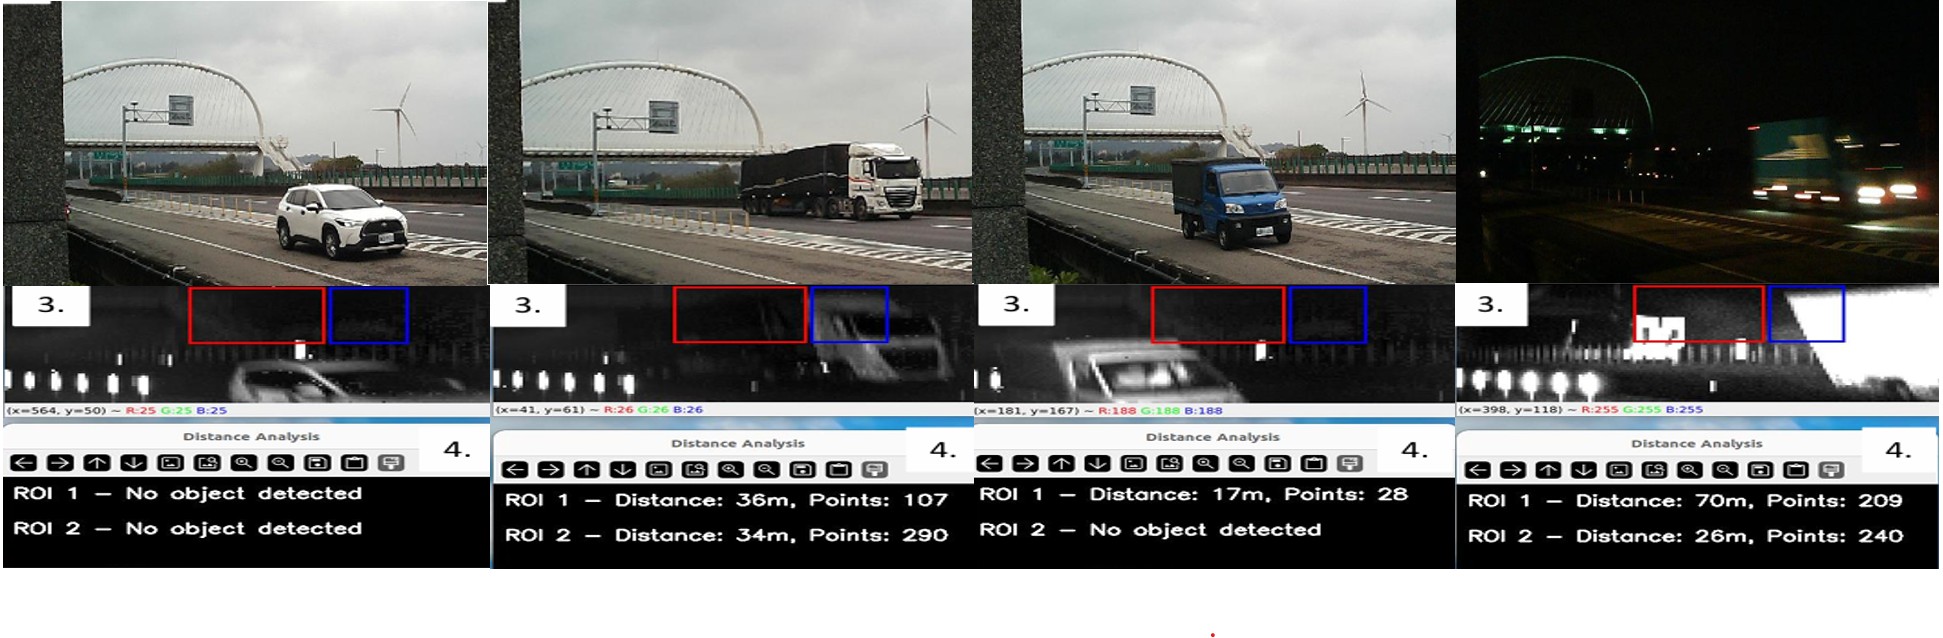 3.
(x=564, y=50) ~ R:25 G:25 B:25
Distance Analysis
4.
ROI 1 – No object detected
ROI 2 – No object detected
3.
(x=41, y=61) ~ R:26 G:26 B:26
Distance Analysis
4.
ROI 1 – Distance: 36m, Points: 107
ROI 2 – Distance: 34m, Points: 290
3.
(x=181, y=167) ~ R:188 G:188 B:188
Distance Analysis
4.
ROI 1 – Distance: 17m, Points: 28
ROI 2 – No object detected
3.
(x=398, y=118) ~ R:255 G:255 B:255
Distance Analysis
4.
ROI 1 – Distance: 70m, Points: 209
ROI 2 – Distance: 26m, Points: 240